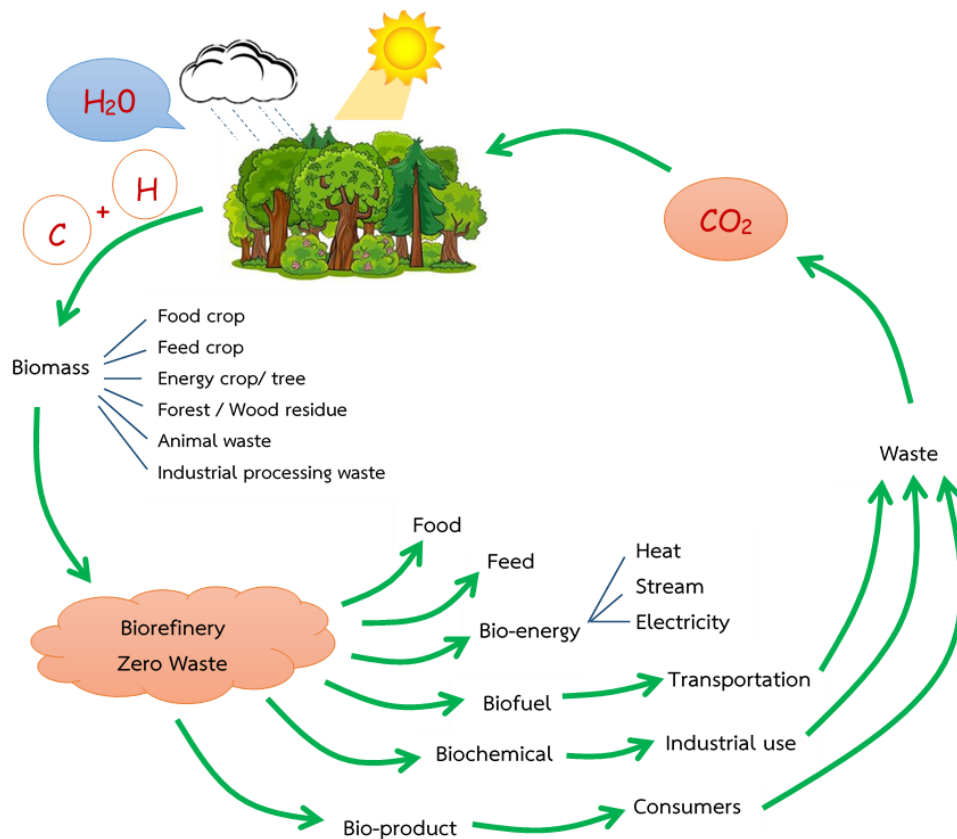 H₂O
C + H
CO₂
Biomass
Food crop
Feed crop
Energy crop/ tree
Forest / Wood residue
Animal waste
Industrial processing waste
Waste
Biorefinery
Zero Waste
Food
Feed
Bio-energy
Heat
Stream
Electricity
Biofuel
Transportation
Biochemical
Industrial use
Bio-product
Consumers